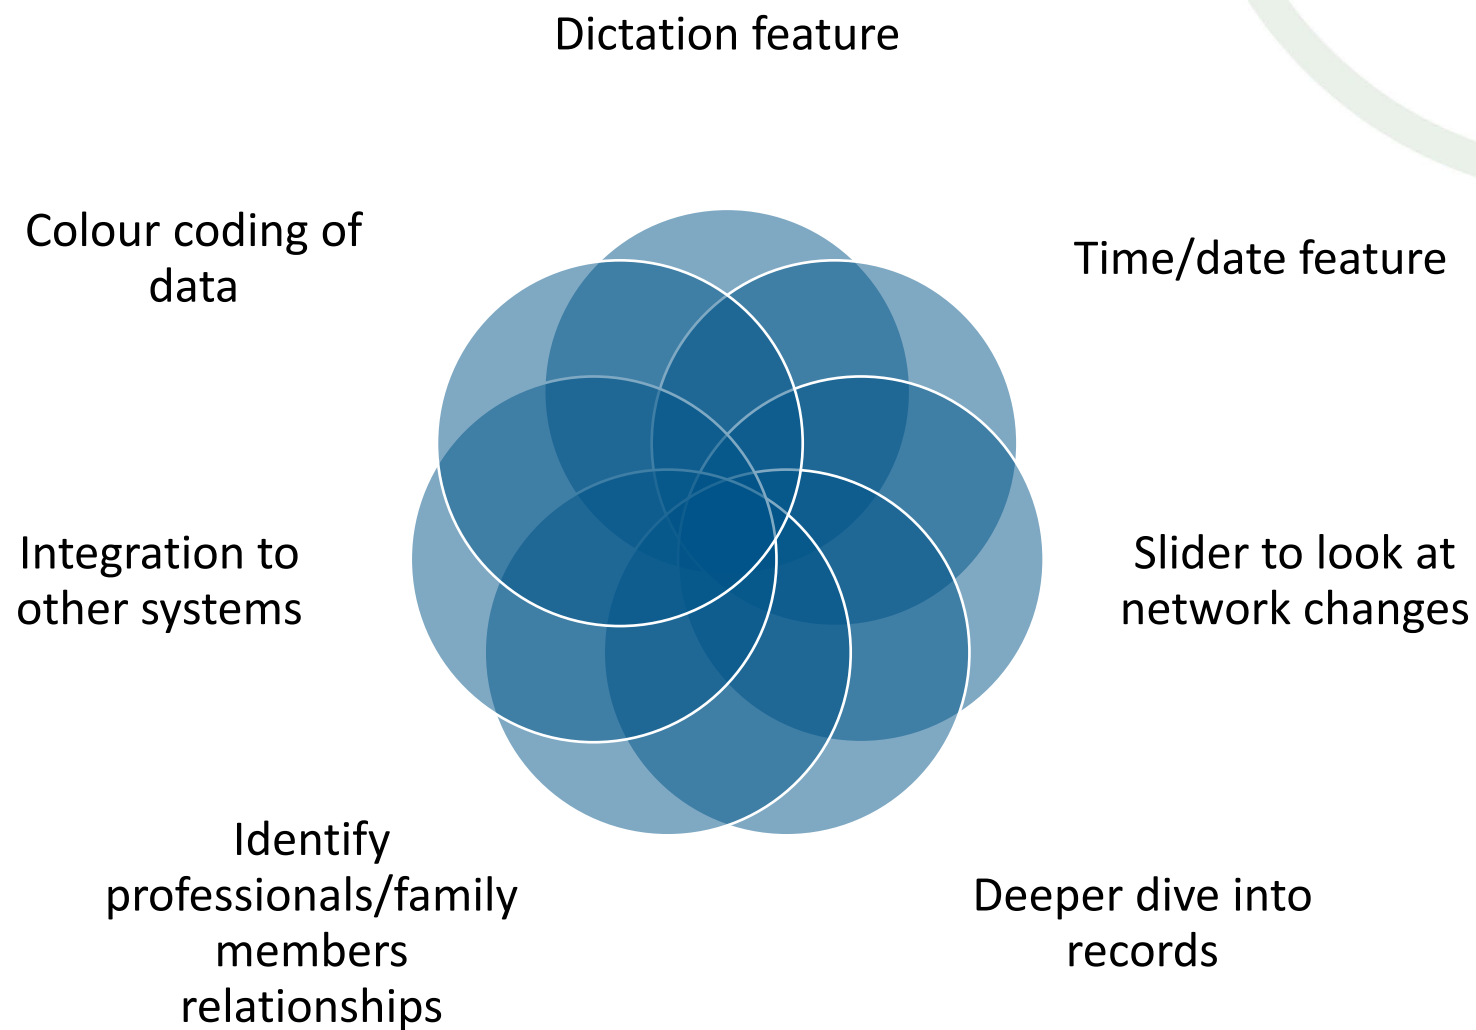 Dictation feature
Time/date feature
Slider to look at
network changes
Deeper dive into
records
Identify
professionals/family
members
relationships
Integration to
other systems
Colour coding of
data